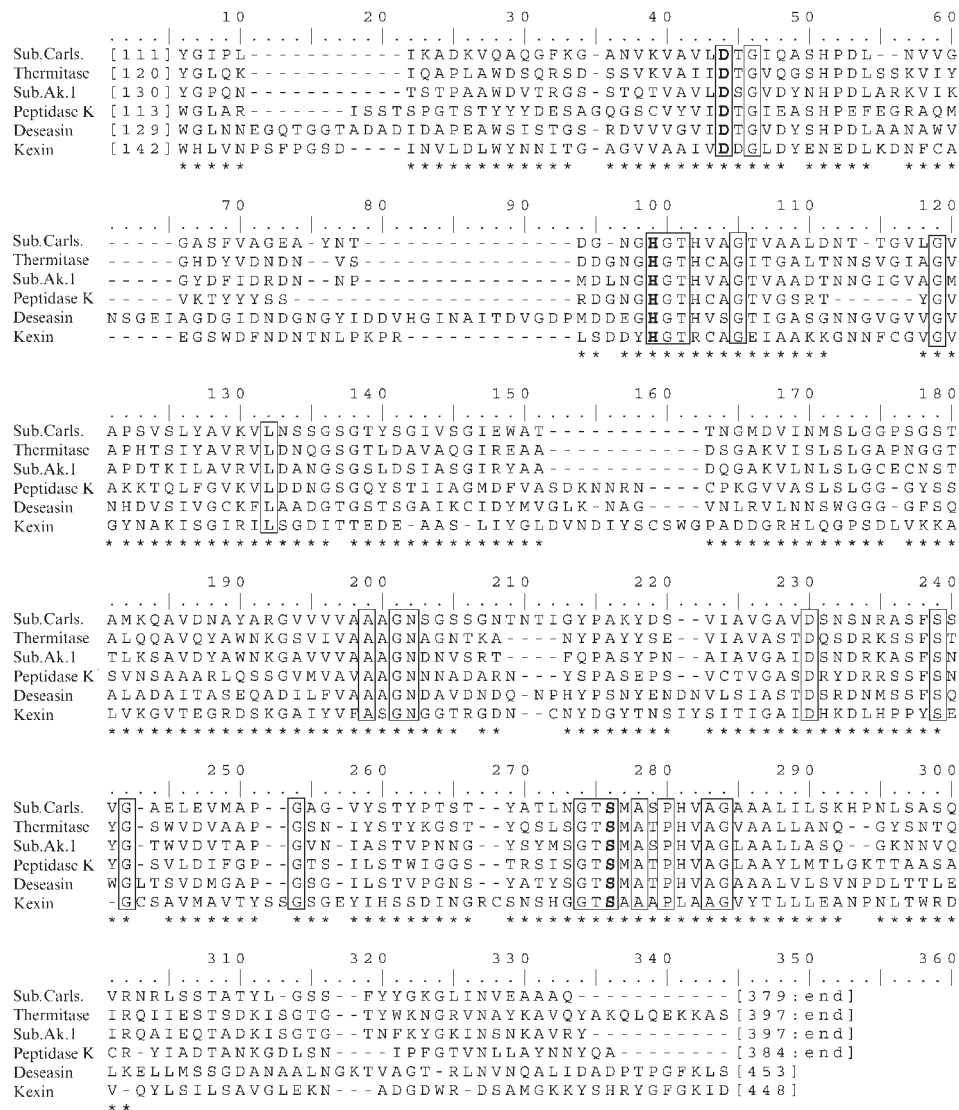 10 20 30 40 50 60
Sub.Carls. [111]YGIPL------------IKADKVQAQGFKG-ANVKVAVLDTGIQASHPDL--NVVG
Thermitase [120]YGLQK------------IQAPLAWDSQRSD-SSVKVAIIDTGVQGSHPDLSSKVIY
Sub.Ak.1 [130]YGPQN------------TSTPAAWDVTRGS-STQTVAVLDSGVDYNHPDLARKVIK
Peptidase K [113]WGLAR--------ISSTSPGTSTYYYDESAGQGSCVYVIDTGIEASHPEFEGRAQM
Deseasin [129]WGLNNEGQTGGTADADIDAPEAWSISTGS-RDVVVGVIDTGVDYSHPDLAANAWV
Kexin [142]WHLVNPSFPGSD----INVLDLWYNNITG-AGVVAAIVDDGLDYENEDLKDNFCA
***** ************* ************ ***** ****
70 80 90 100 110 120
Sub.Carls. -----GASFVAGEA-YNT---------------DG-NGHGTHVAGTVAALDNT-TGVLGV
Thermitase -----GHDYVDNDN-VS----------------DDGNGHGTHCAGITGALTNNSVGIAGV
Sub.Ak.1 -----GYDFIDRDN-NP----------------MDLNGHGTHVAGTVAADTNNGIGVAGM
Peptidase K -----VKTYYYSS--------------------RDGNGHGTHCAGTVGSRT-----YGV
Deseasin NSGEIAGDGIDNDGNGYIDDVHGINAITDVGDPMDDEGHGTHVSGTIGASGNNGVGVVGV
Kexin -----EGSWDFNDNTNLPKPR------------LSDDYHGTRCAGEIAAKKGNNFCGVGV
** *************** ***
130 140 150 160 170 180
Sub.Carls. APSVSLYAVKVLNSSGSGTYSGIVSGIEWAT-----------TNGMDVINMSLGGPSGST
Thermitase APHTSIYAVRVLDNQGSGTLDAVAQGIREAA-----------DSGAKVISLSLGAPNGGT
Sub.Ak.1 APDTKILAVRVLDANGSGSLDSIASGIRYAA-----------DQGAKVLNLSLGCECNST
Peptidase K AKKTQLFGVKVLDDNGSGQYSTIIAGMDFVASDKNNRN----CPKGVVASLSLGG-GYSS
Deseasin NHDVSIVGCKFLAADGTGSTSGAIKCIDYMVGLK-NAG----VNLRVLNNSWGGG-GFSQ
Kexin GYNAKISGIRILSGDITTEDE-AAS-LIYGLDVNDIYSCSWGPADDGRHLQGPSDLVKKA
**************** ************** ************ ****
190 200 210 220 230 240
Sub.Carls. AMKQAVDNAYARGVVVVAAAGNSGSSGNTNTIGYPAKYDS--VIAVGAVDSNSNRASFSS
Thermitase ALQQAVQYAWNKGSVIVAAAGNAGNTKA----NYPAYYSE--VIAVASTDQSDRKSSFST
Sub.Ak.1 TLKSAVDYAWNKGAVVVAAAGNDNVSRT----FQPASYPN--AIAVGAIDSNDRKASFSN
Peptidase K SVNSAAARLQSSGVMVAVAAGNNNADARN---YSPASEPS--VCTVGASDRYDRRSSFSN
Deseasin ALADAITASEQADILFVAAAGNDAVDNDQ-NPHYPSNYENDNVLSIASTDSRDNMSSFSQ
Kexin LVKGVTEGRDSKGAIYVFASGNGGTRGDN--CNYDGYTNSIYSITIGAIDHKDLHPPYSE
************************* ** ******** *****************
250 260 270 280 290 300
Sub.Carls. VG-AELEVMAP--GAG-VYSTYPTST--YATLNGTSMASPHVAGAAALILSKHPNLSASQ
Thermitase YG-SWVDVAAP--GSN-IYSTYKGST--YQSLSGTSMATPHVAGVAALLANQ--GYSNTQ
Sub.Ak.1 YG-TWVDVTAP--GVN-IASTVPNNG--YSYMSGTSMASPHVAGLAALLASQ--GKNNVQ
Peptidase K YG-SVLDIFGP--GTS-ILSTWIGGS--TRSISGTSMATPHVAGLAAYLMTLGKTTAASA
Deseasin WGLTSVDMGAP--GSG-ILSTVPGNS--YATYSGTSMATPHVAGAAALVLSVNPDLTTLE
Kexin -GCSAVMAVTYSSGSGEYIHSSDINGRCSNSHGGTSAAAPLAAGVYTLLLEANPNLTWRD
** ******* *** ********* ************************ ******
310 320 330 340 350 360
Sub.Carls. VRNRLSSTATYL-GSS--FYYGKGLINVEAAAQ----------[379:end]
Thermitase IRQIIESTSDKISGTG--TYWKNGRVNAYKAVQYAKQLQEKKAS[397:end]
Sub.Ak.1 IRQAIEQTADKISGTG--TNFKYGKINSNKAVRY---------[397:end]
Peptidase K CR-YIADTANKGDLSN---IPFGTVNLLAYNNYQA--------[384:end]
Deseasin LKELLMSSGDANAALNGKTVAGT-RLNVNQALIDADPTPGFKLS[453]
Kexin V-QYLSILSAVGLEKN---ADGDWR-DSAMGKKYSHRYGFGKID[448]
**